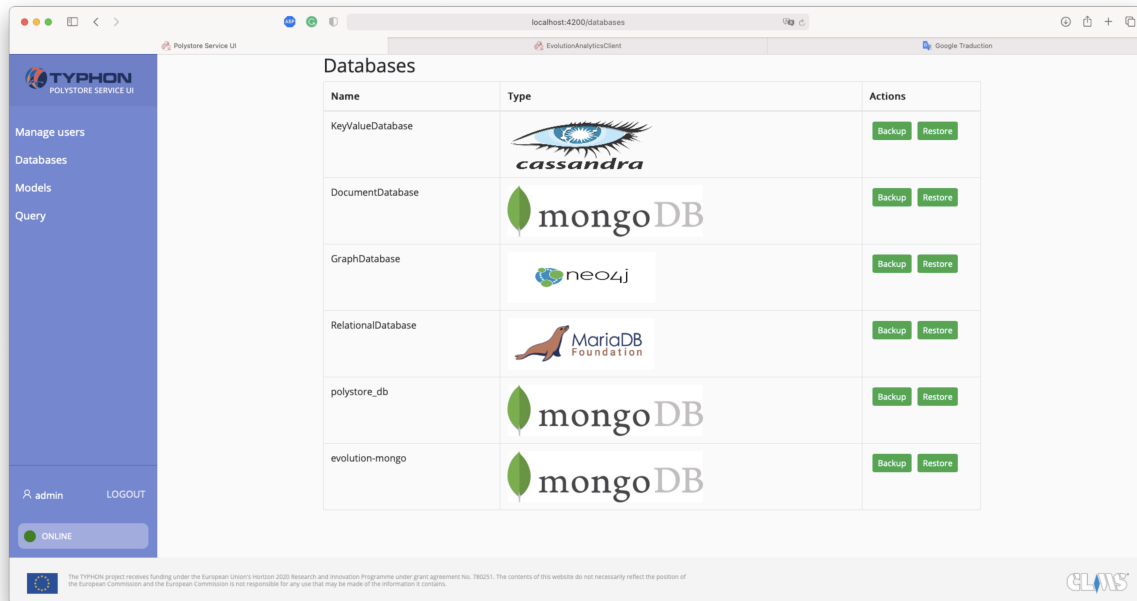 ABP
G
localhost:4200/databases
Polystore Service UI
EvolutionAnalyticsClient
Google Traduction
TYPHON
POLYSTORE SERVICE UI
Manage users
Databases
Models
Query
admin
LOGOUT
ONLINE
Databases
Name
Type
Actions
KeyValueDatabase
cassandra
Backup
Restore
DocumentDatabase
mongoDB
Backup
Restore
GraphDatabase
neo4j
Backup
Restore
RelationalDatabase
MariaDB
Foundation
Backup
Restore
polystore_db
mongoDB
Backup
Restore
evolution-mongo
mongoDB
Backup
Restore
The TYPHON project receives funding under the European Union's Horizon 2020 Research and Innovation Programme under grant agreement No. 780251. The contents of this website do not necessarily reflect the position of
the European Commission and the European Commission is not responsible for any use that may be made of the information it contains.
CLMS